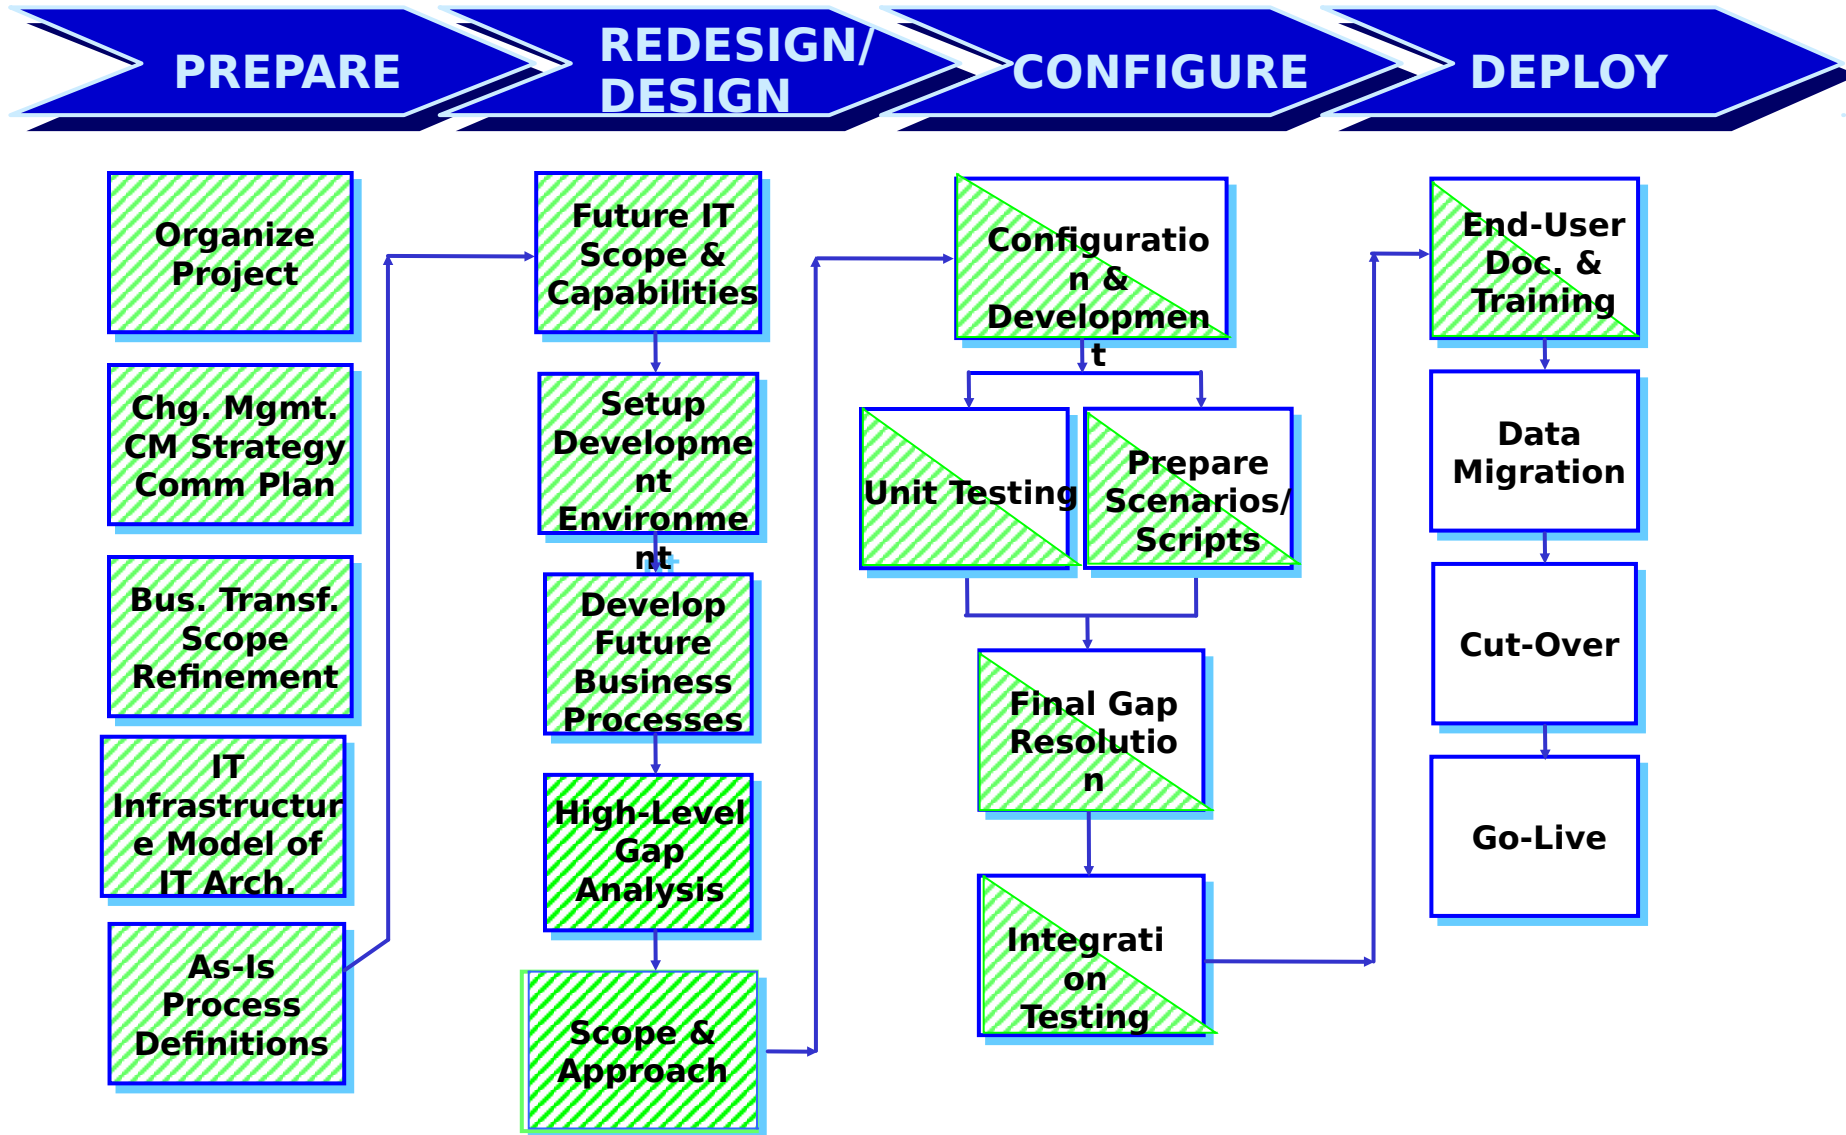 PREPARE
REDESIGN/
DESIGN
CONFIGURE
DEPLOY
Organize
Project
Chg. Mgmt.
CM Strategy
Comm Plan
Bus. Transf.
Scope
Refinement
IT
Infrastructur
e Model of
IT Arch.
As-Is
Process
Definitions
Future IT
Scope &
Capabilities
Setup
Developme
nt
Environme
nt
Develop
Future
Business
Processes
High-Level
Gap
Analysis
Scope &
Approach
Configuratio
n &
Developmen
t
Unit Testing
Prepare
Scenarios/
Scripts
Final Gap
Resolutio
n
Integrati
on
Testing
End-User
Doc. &
Training
Data
Migration
Cut-Over
Go-Live